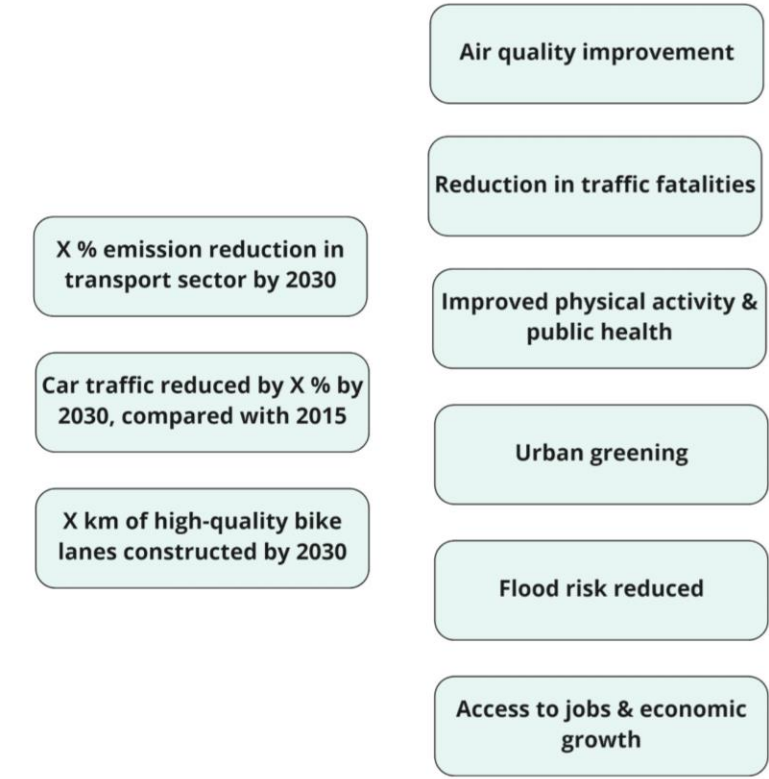 X % emission reduction in
transport sector by 2030
Car traffic reduced by X % by
2030, compared with 2015
X km of high-quality bike
lanes constructed by 2030
Air quality improvement
Reduction in traffic fatalities
Improved physical activity &
public health
Urban greening
Flood risk reduced
Access to jobs & economic
growth